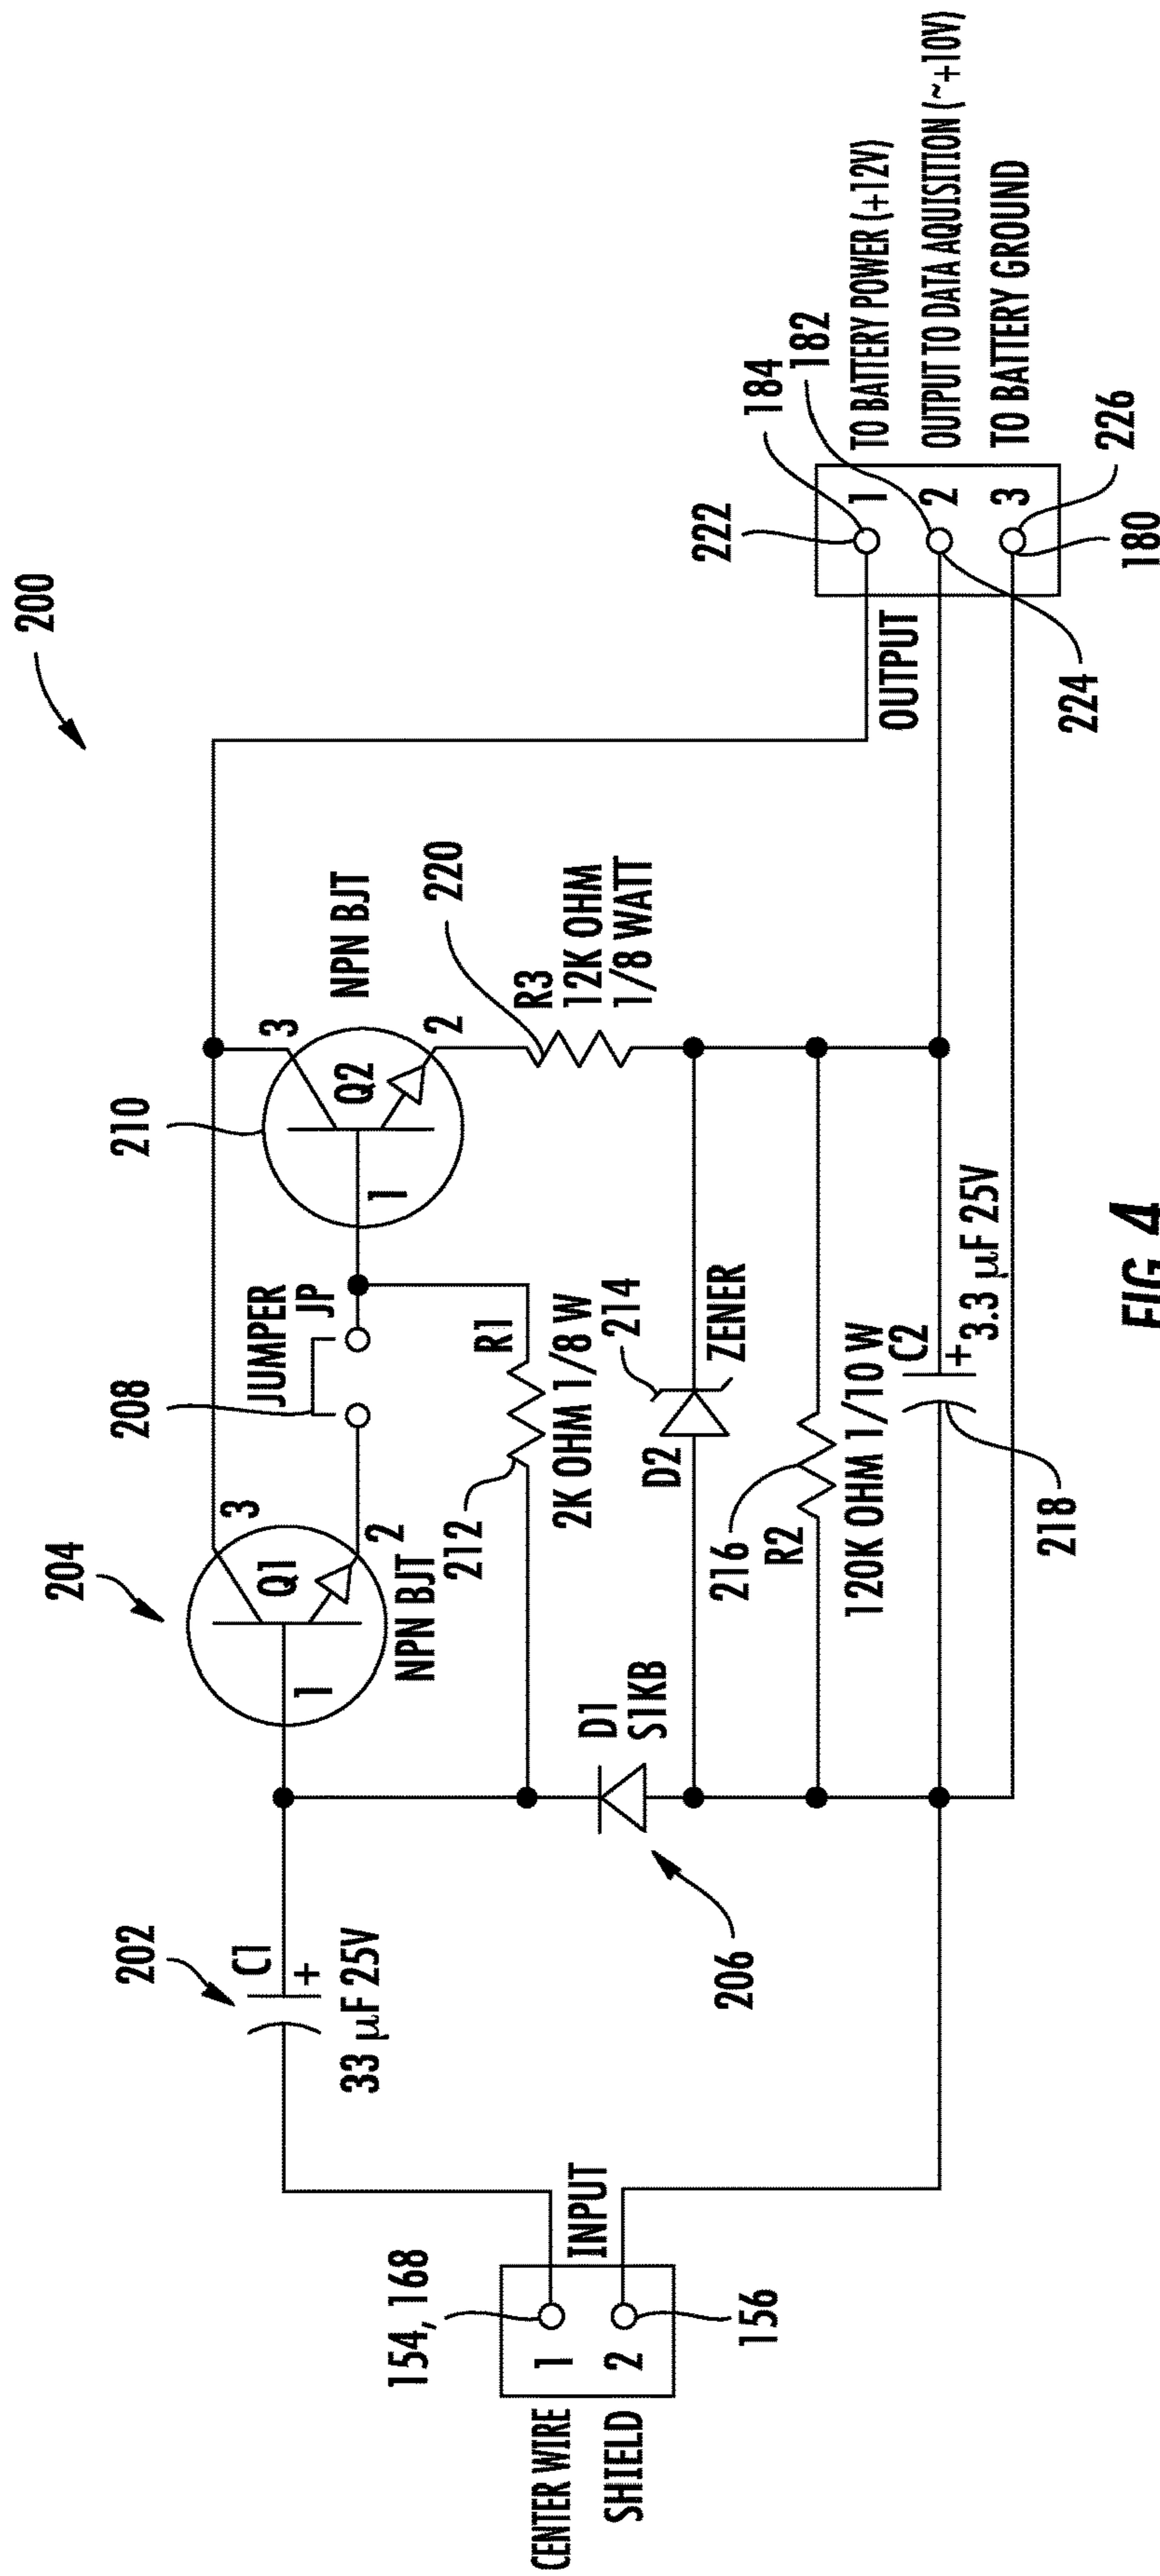 200
204
208
JUMPER
JP
210
NPN BJT
3
Q1
1
2
NPN BJT
3
Q2
1
2
220
R3
12K OHM
1/8 WATT
202
C1
+
33 µF 25V
R1
2K OHM 1/8 W
212
D1
S1KB
206
214
ZENER
D2
216
R2
120K OHM 1/10 W
C2
+
3.3 µF 25V
218
154, 168
INPUT
CENTER WIRE 1
SHIELD 2
156
222
184
182
OUTPUT
1 TO BATTERY POWER (+12V)
2 OUTPUT TO DATA AQUISITION (~+10V)
3 TO BATTERY GROUND
224
226
180
FIG. 4